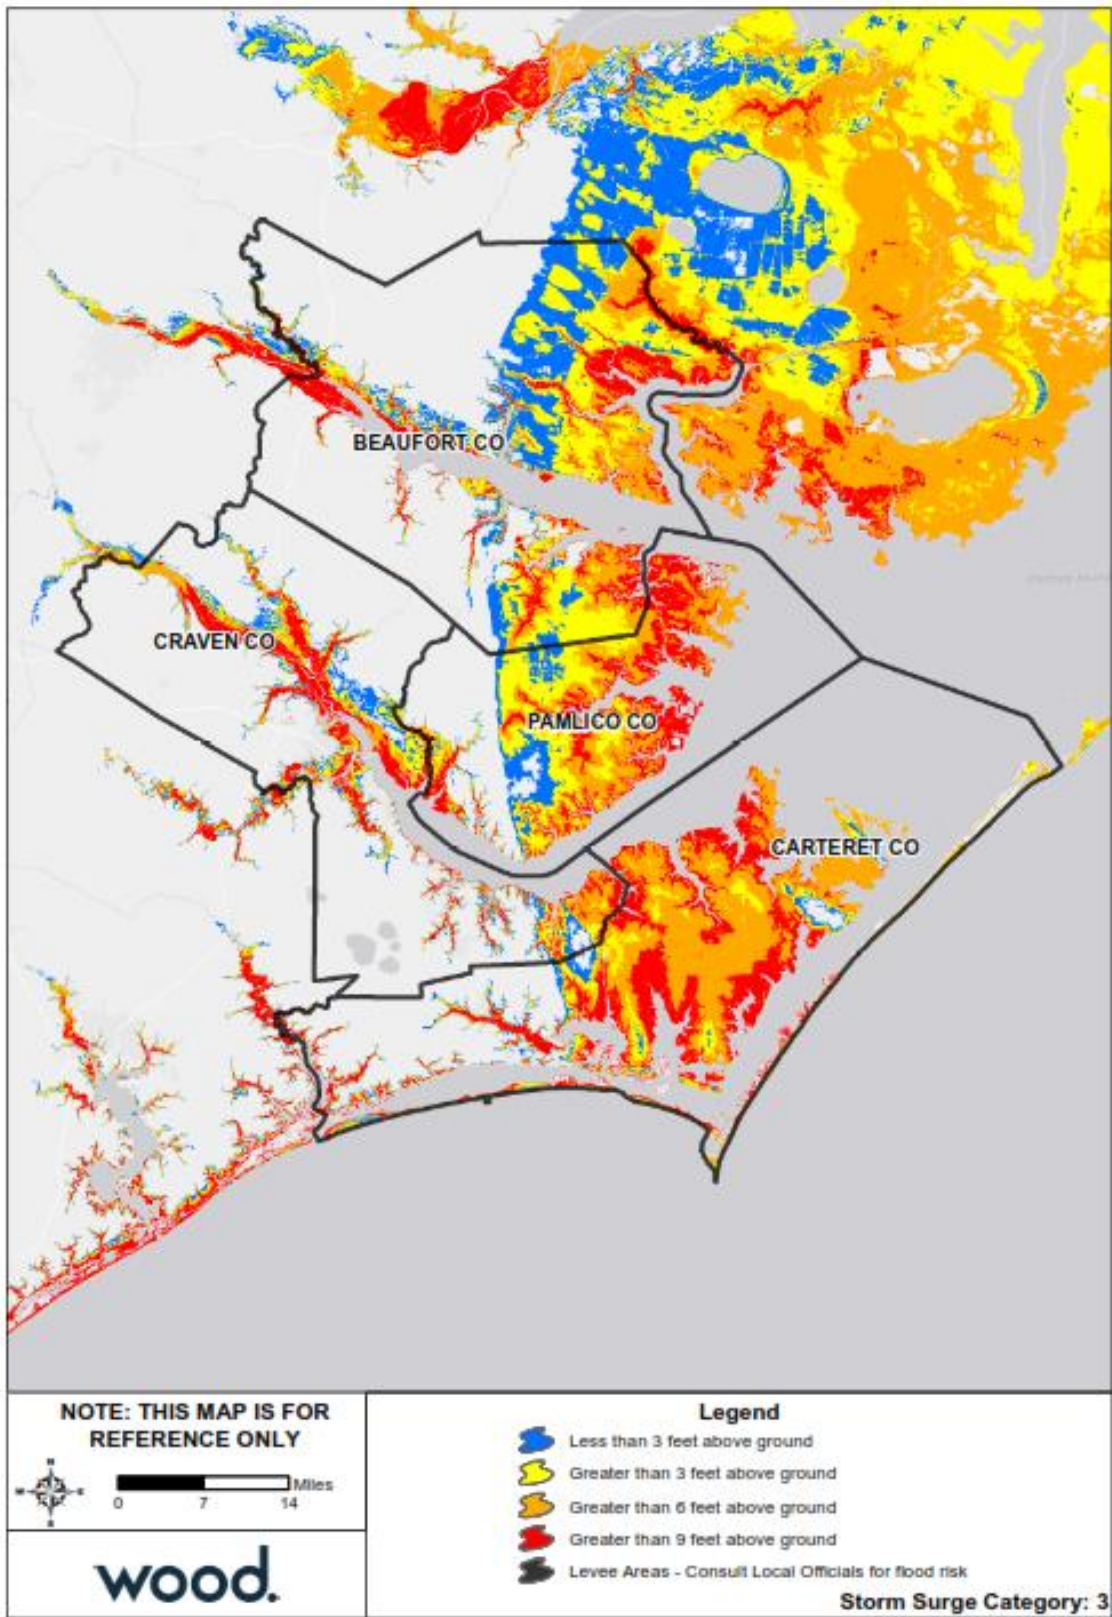 BEAUFORT CO
CRAVEN CO
PAMLICO CO
CARTERET CO
NOTE: THIS MAP IS FOR
REFERENCE ONLY
N
W E
S
Miles
0 7 14
wood.
Legend
Less than 3 feet above ground
Greater than 3 feet above ground
Greater than 6 feet above ground
Greater than 9 feet above ground
Levee Areas - Consult Local Officials for flood risk
Storm Surge Category: 3